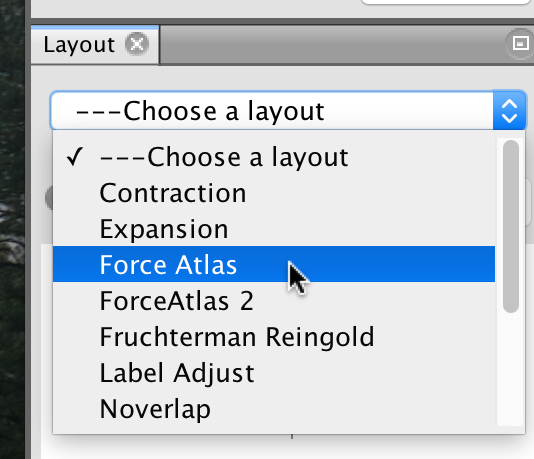 Layout
---Choose a layout
✓ ---Choose a layout
Contraction
Expansion
Force Atlas
ForceAtlas 2
Fruchterman Reingold
Label Adjust
Noverlap